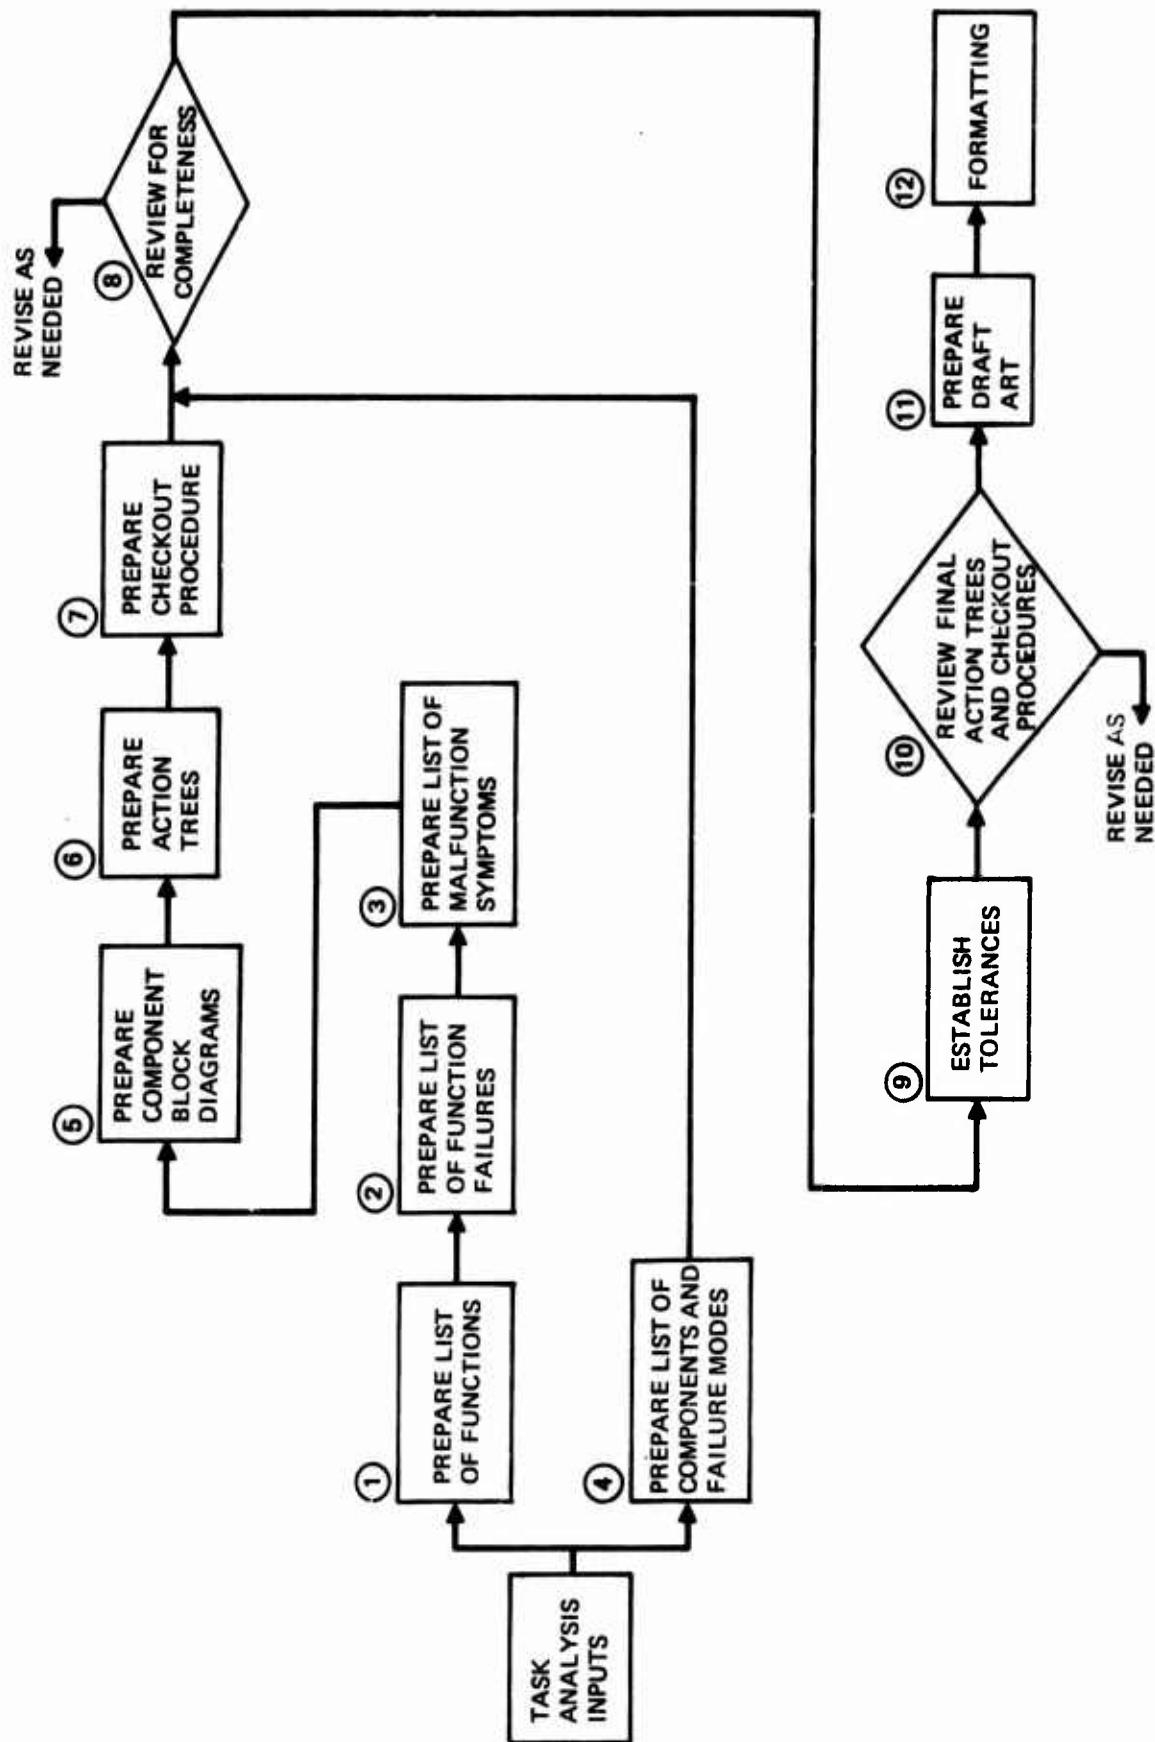 TASK
ANALYSIS
INPUTS
1
PREPARE LIST
OF FUNCTIONS
2
PREPARE LIST
OF FUNCTION
FAILURES
3
PREPARE LIST OF
MALFUNCTION
SYMPTOMS
4
PREPARE LIST OF
COMPONENTS AND
FAILURE MODES
5
PREPARE
COMPONENT
BLOCK
DIAGRAMS
6
PREPARE
ACTION
TREES
7
PREPARE
CHECKOUT
PROCEDURE
8
REVIEW FOR
COMPLETENESS
REVISE AS
NEEDED
9
ESTABLISH
TOLERANCES
10
REVIEW FINAL
ACTION TREES
AND CHECKOUT
PROCEDURES
REVISE AS
NEEDED
11
PREPARE
DRAFT
ART
12
FORMATTING